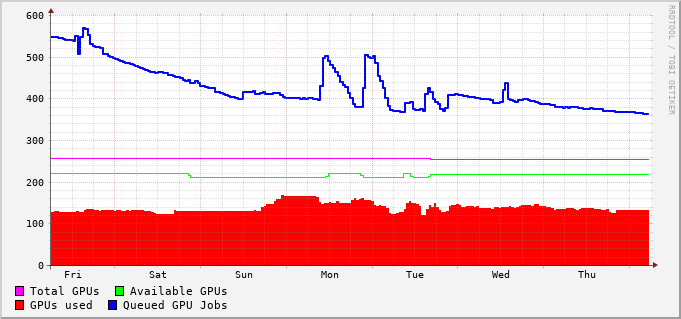 600
500
400
300
200
100
0
Fri Sat Sun Mon Tue Wed Thu
Total GPUs Available GPUs
GPUs used Queued GPU Jobs
RRDTOOL / TOBI OETIKER